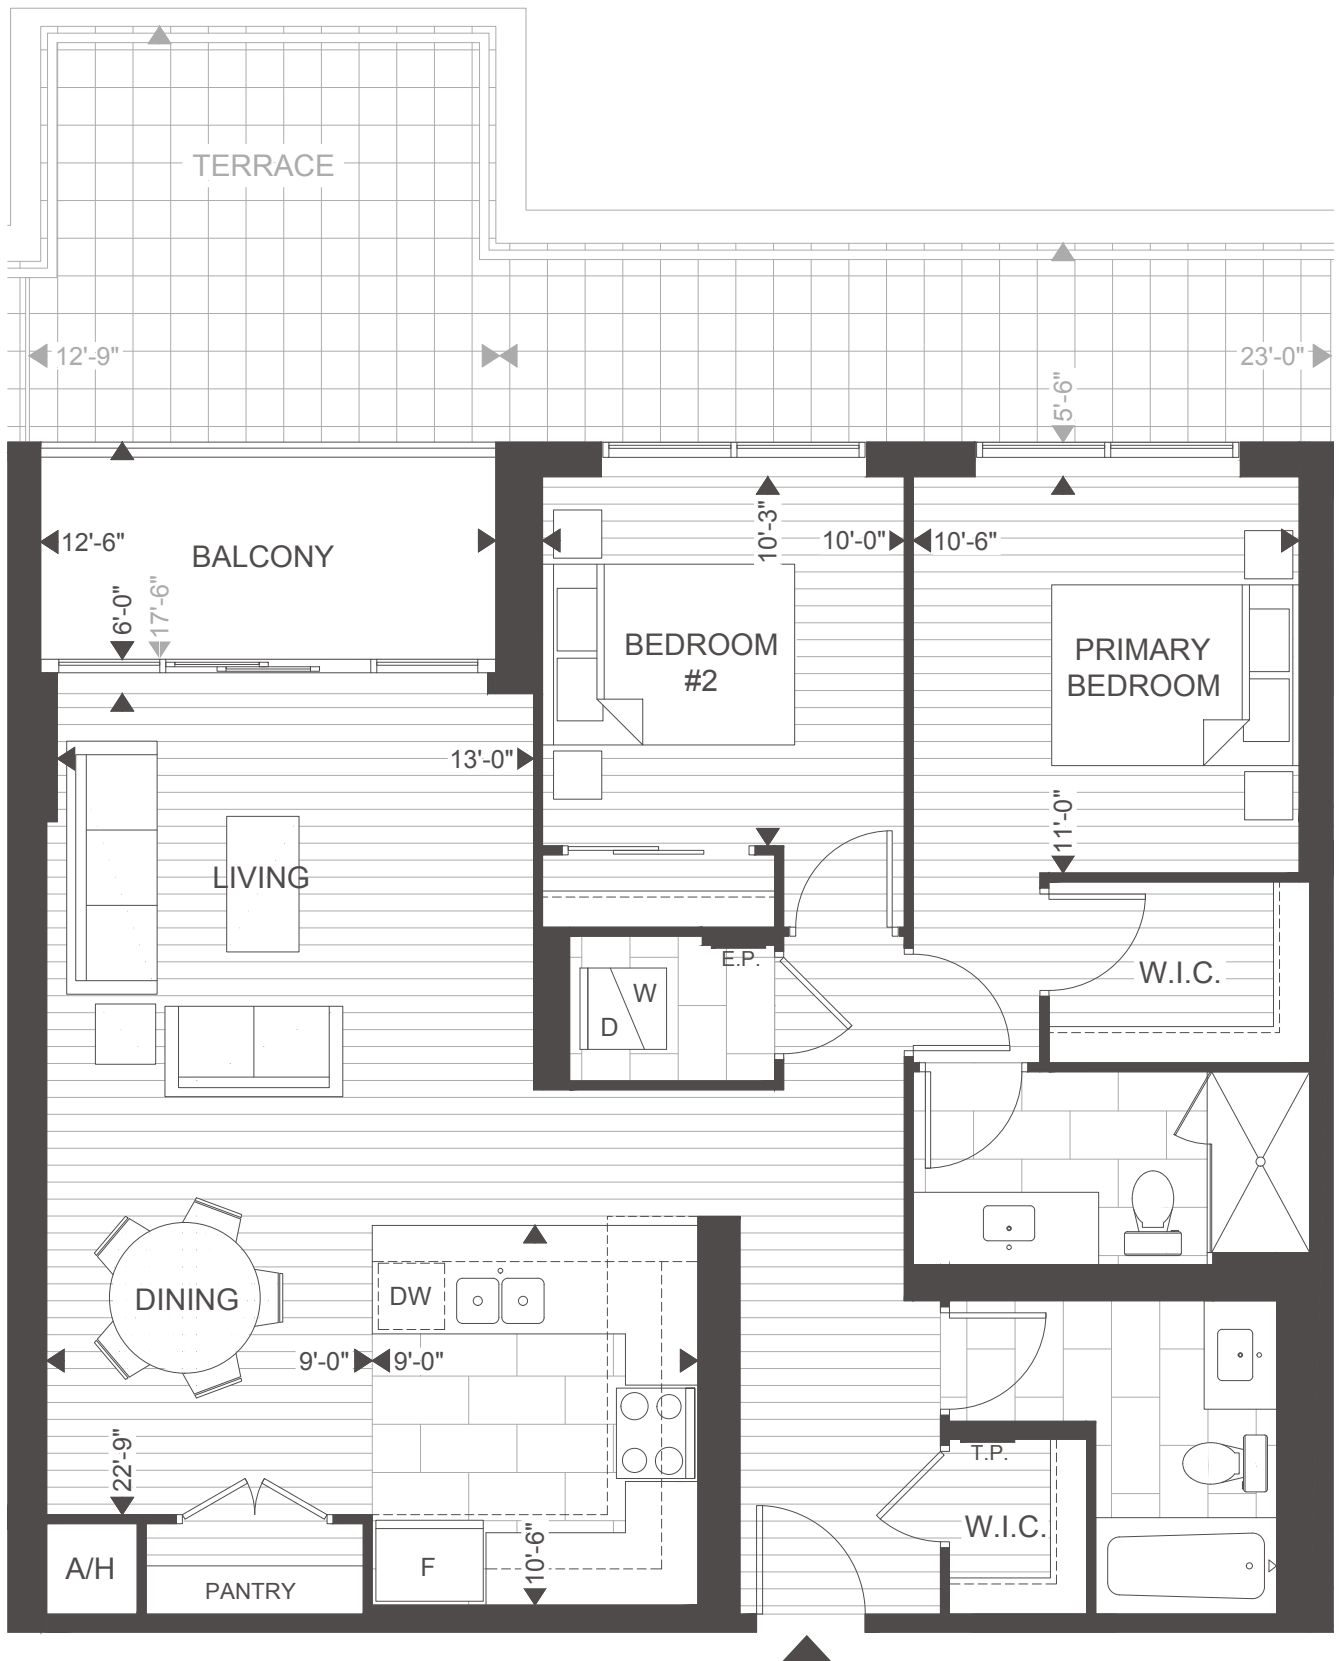 TERRACE
12'-9"
23'-0"
5'-6"
12'-6"
BALCONY
6'-0"
17'-6"
10'-3"
10'-0"
10'-6"
BEDROOM
#2
PRIMARY
BEDROOM
13'-0"
11'-0"
LIVING
E.P.
W
D
W.I.C.
DINING
DW
9'-0"
9'-0"
22'-9"
T.P.
W.I.C.
A/H
PANTRY
F
10'-6"